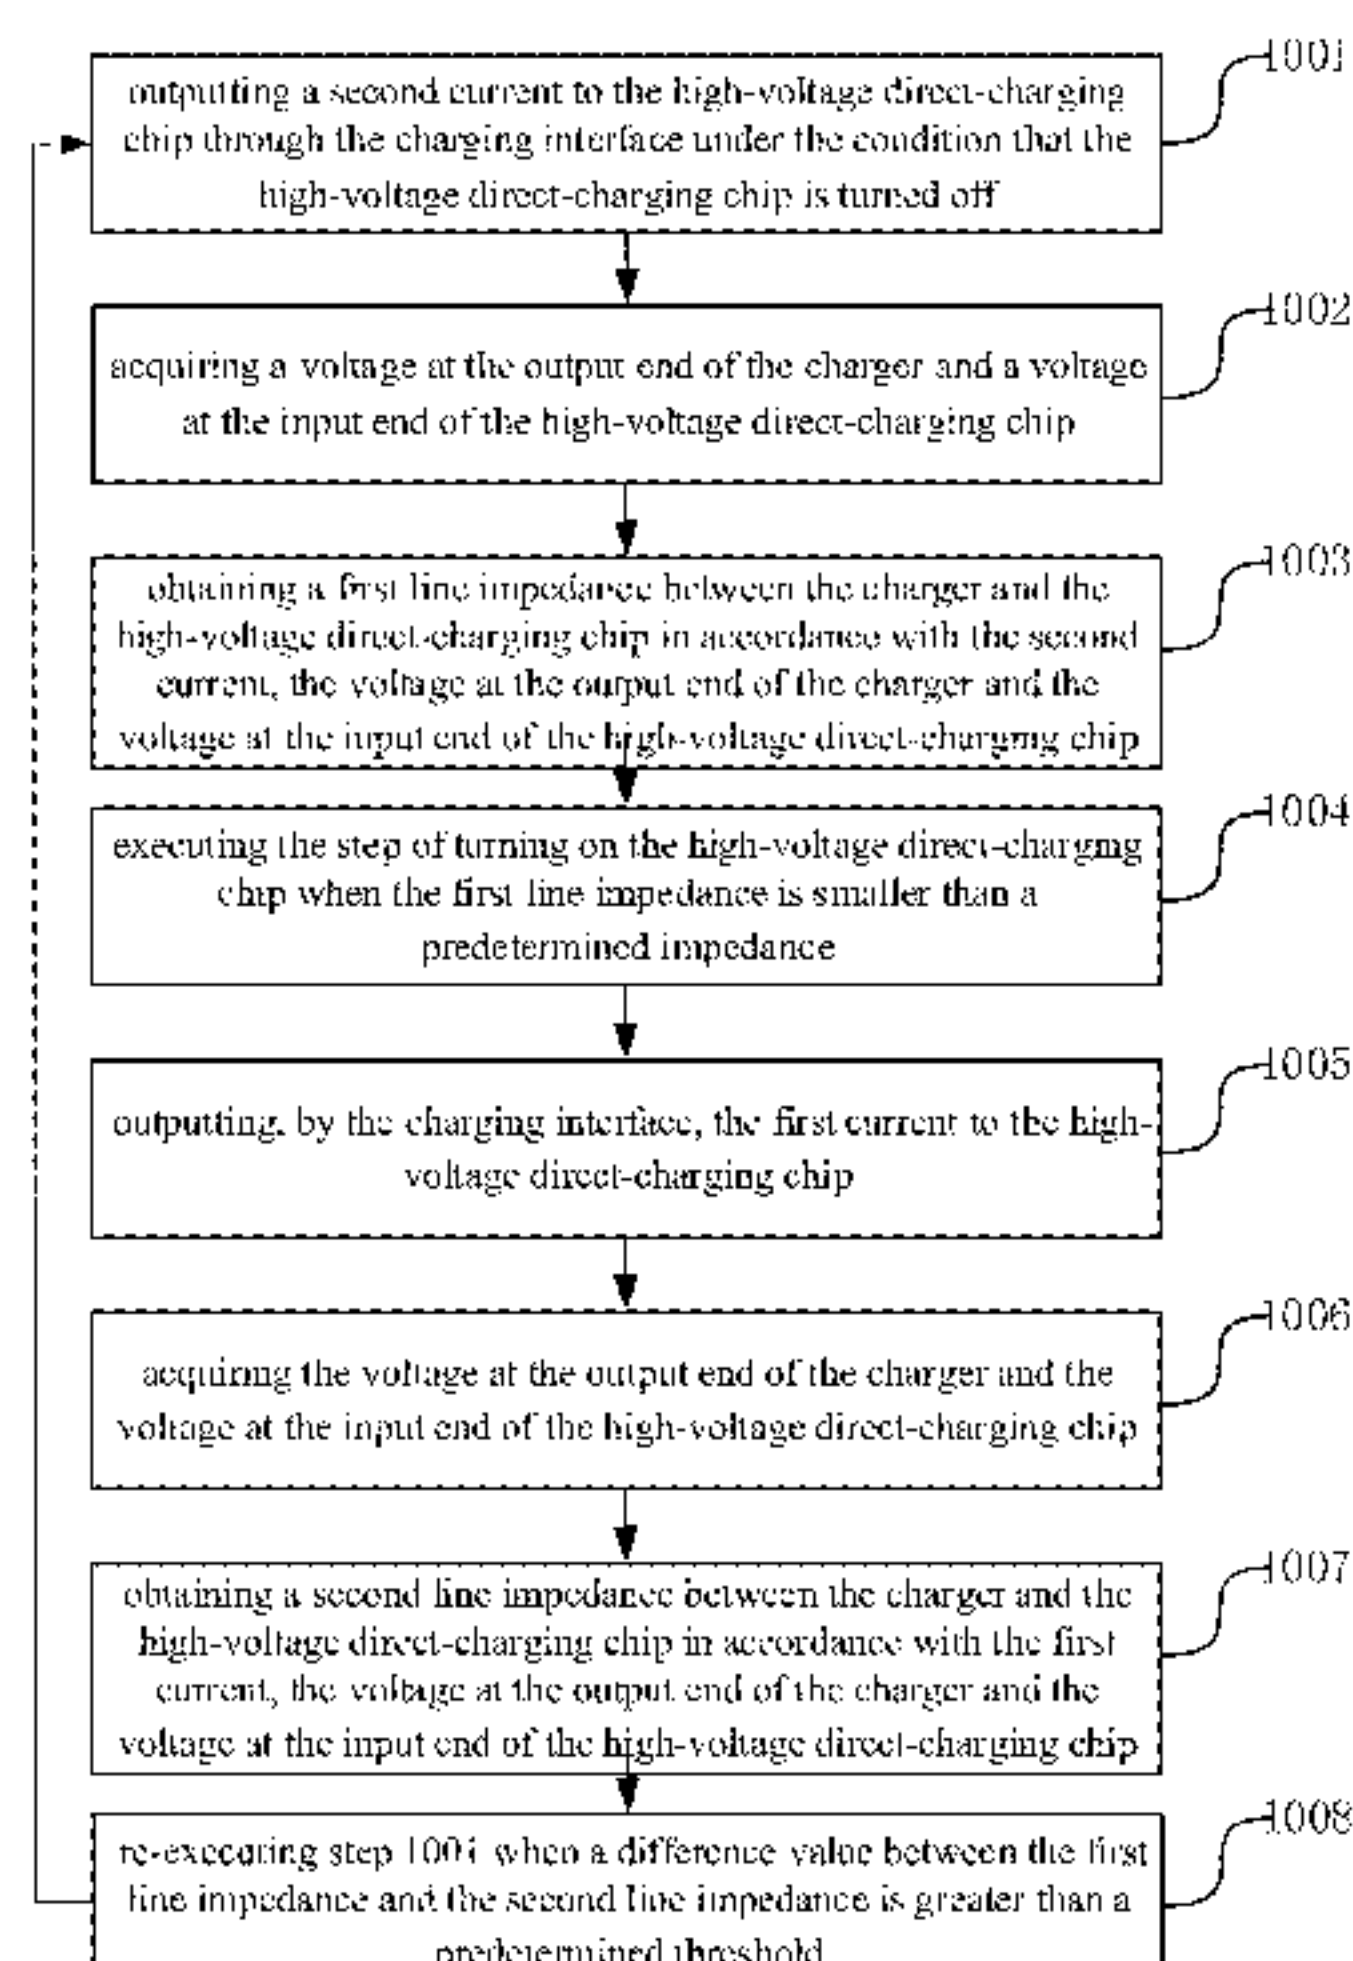 1001
outputting a second current to the high-voltage direct-charging
chip through the charging interface under the condition that the
high-voltage direct-charging chip is turned off
1002
acquiring a voltage at the output end of the charger and a voltage
at the input end of the high-voltage direct-charging chip
1003
obtaining a first line impedance between the charger and the
high-voltage direct-charging chip in accordance with the second
current, the voltage at the output end of the charger and the
voltage at the input end of the high-voltage direct-charging chip
1004
executing the step of turning on the high-voltage direct-charging
chip when the first line impedance is smaller than a
predetermined impedance
1005
outputting, by the charging interface, the first current to the high-
voltage direct-charging chip
1006
acquiring the voltage at the output end of the charger and the
voltage at the input end of the high-voltage direct-charging chip
1007
obtaining a second line impedance between the charger and the
high-voltage direct-charging chip in accordance with the first
current, the voltage at the output end of the charger and the
voltage at the input end of the high-voltage direct-charging chip
1008
re-executing step 1001 when a difference value between the first
line impedance and the second line impedance is greater than a
predetermined threshold